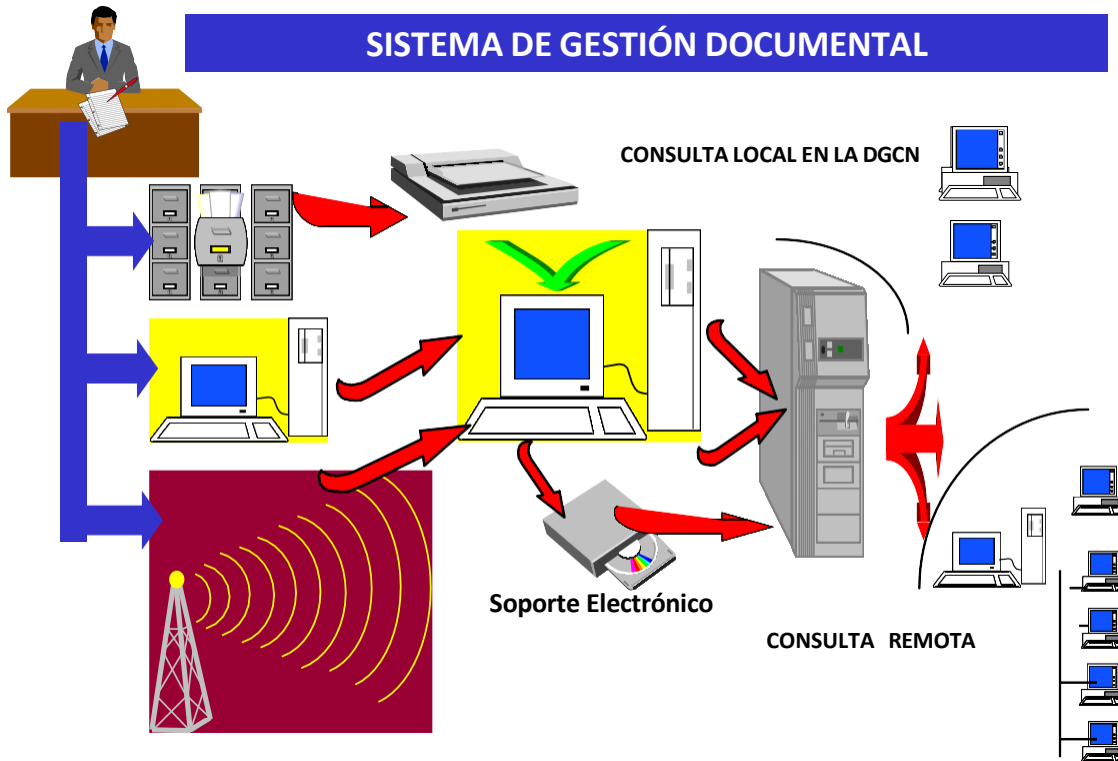 SISTEMA DE GESTIÓN DOCUMENTAL
CONSULTA LOCAL EN LA DGCN
Soporte Electrónico
CONSULTA REMOTA